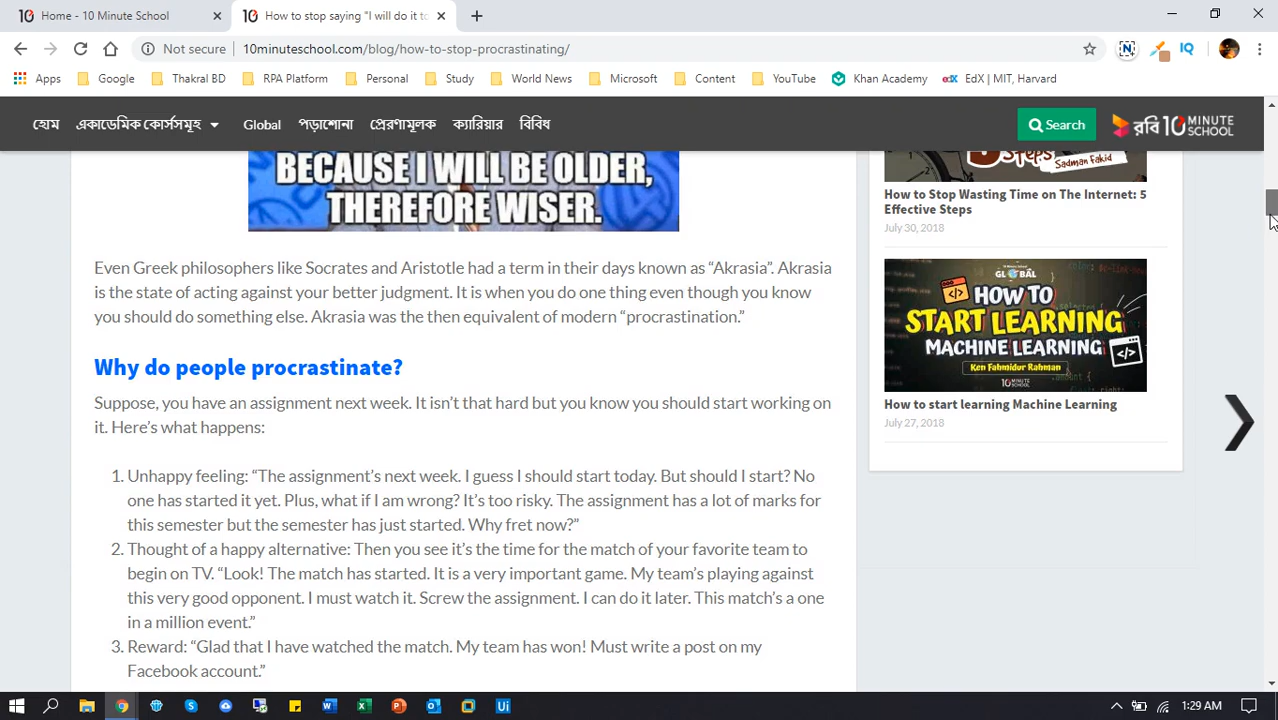 Home - 10 Minute School
How to stop saying "I will do it to
Not secure
10minuteschool.com/blog/how-to-stop-procrastinating/
Apps
Google
Thakral BD
RPA Platform
Personal
Study
World News
Microsoft
Content
YouTube
Khan Academy
edX
EdX | MIT, Harvard
N
IQ
হোম
একাডেমিক কোর্সসমূহ
Global
পড়াশোনা
প্রেরণামূলক
ক্যারিয়ার
বিবিধ
Search
রবি 10 MINUTE SCHOOL
BECAUSE I WILL BE OLDER,
THEREFORE WISER.
Even Greek philosophers like Socrates and Aristotle had a term in their days known as “Akrasia”. Akrasia
is the state of acting against your better judgment. It is when you do one thing even though you know
you should do something else. Akrasia was the then equivalent of modern “procrastination.”
Why do people procrastinate?
Suppose, you have an assignment next week. It isn’t that hard but you know you should start working on
it. Here’s what happens:
1. Unhappy feeling: “The assignment’s next week. I guess I should start today. But should I start? No
one has started it yet. Plus, what if I am wrong? It’s too risky. The assignment has a lot of marks for
this semester but the semester has just started. Why fret now?”
2. Thought of a happy alternative: Then you see it’s the time for the match of your favorite team to
begin on TV. “Look! The match has started. It is a very important game. My team’s playing against
this very good opponent. I must watch it. Screw the assignment. I can do it later. This match’s a one
in a million event.”
3. Reward: “Glad that I have watched the match. My team has won! Must write a post on my
Facebook account.”
Steps
Sadman Fakid
How to Stop Wasting Time on The Internet: 5
Effective Steps
July 30, 2018
GLOBAL
HOW TO
START LEARNING
MACHINE LEARNING
Ken Fahmidur Rahman
10 MINUTE SCHOOL
How to start learning Machine Learning
July 27, 2018
Ui
1:29 AM